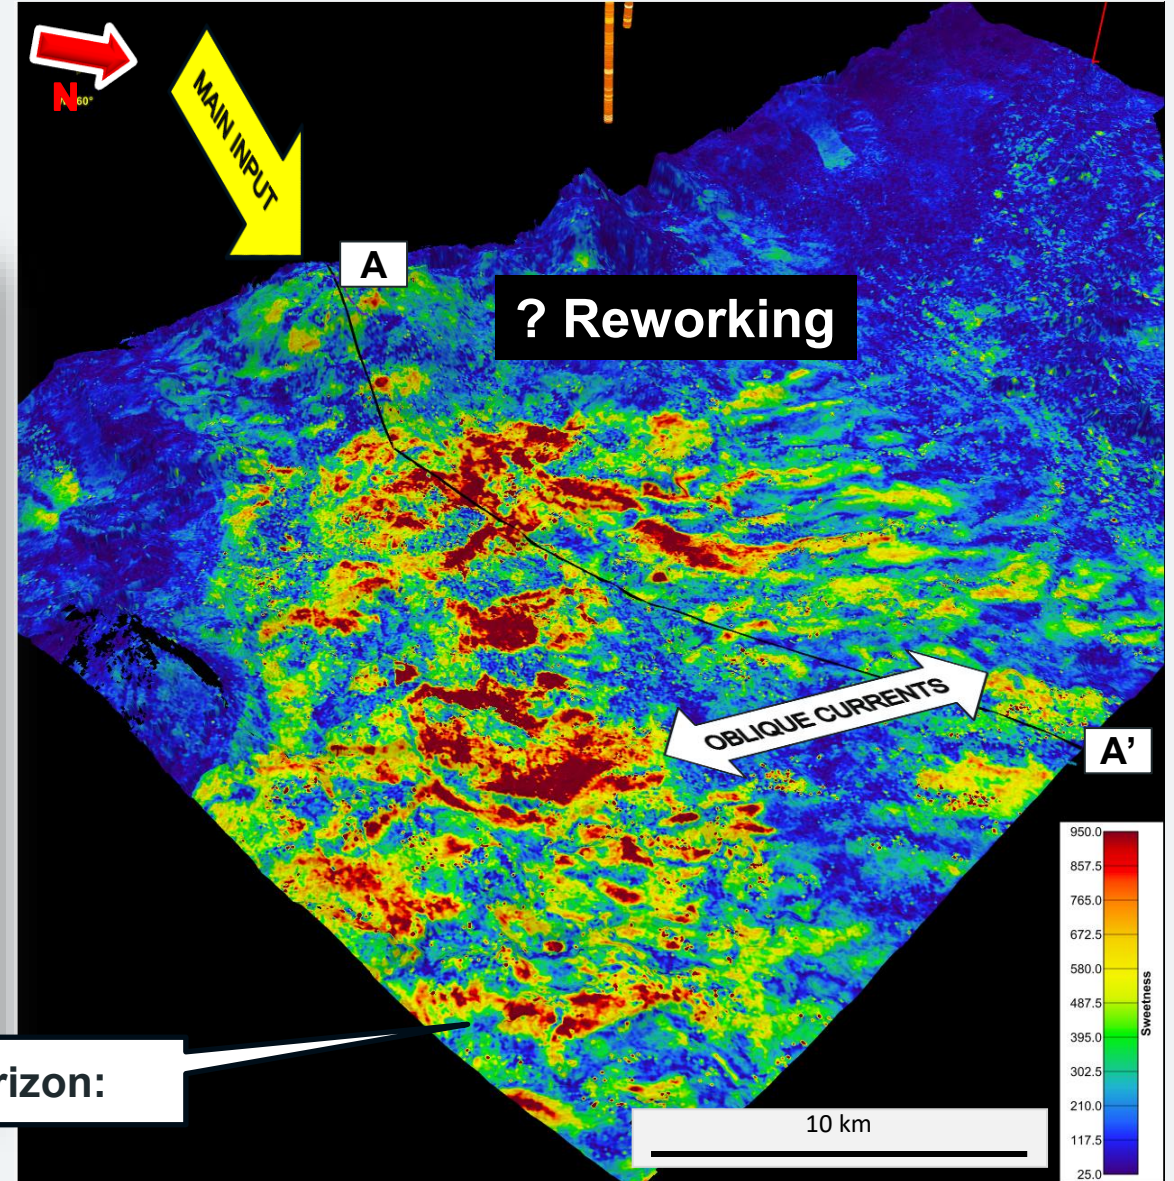 N
60°
MAIN INPUT
A
? Reworking
OBLIQUE CURRENTS
A’
rizon:
10 km
950.0
857.5
765.0
672.5
580.0
487.5
395.0
302.5
210.0
117.5
25.0
Sweetness